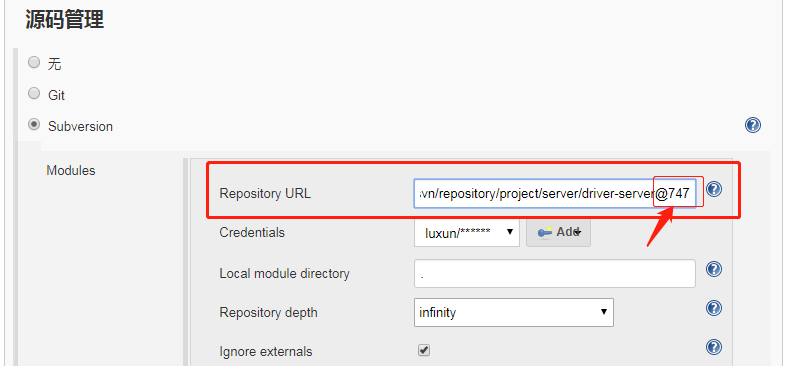 源码管理
无
Git
Subversion
Modules
Repository URL
svn/repository/project/server/driver-server@747
Credentials
luxun/******
Add
Local module directory
.
Repository depth
infinity
Ignore externals